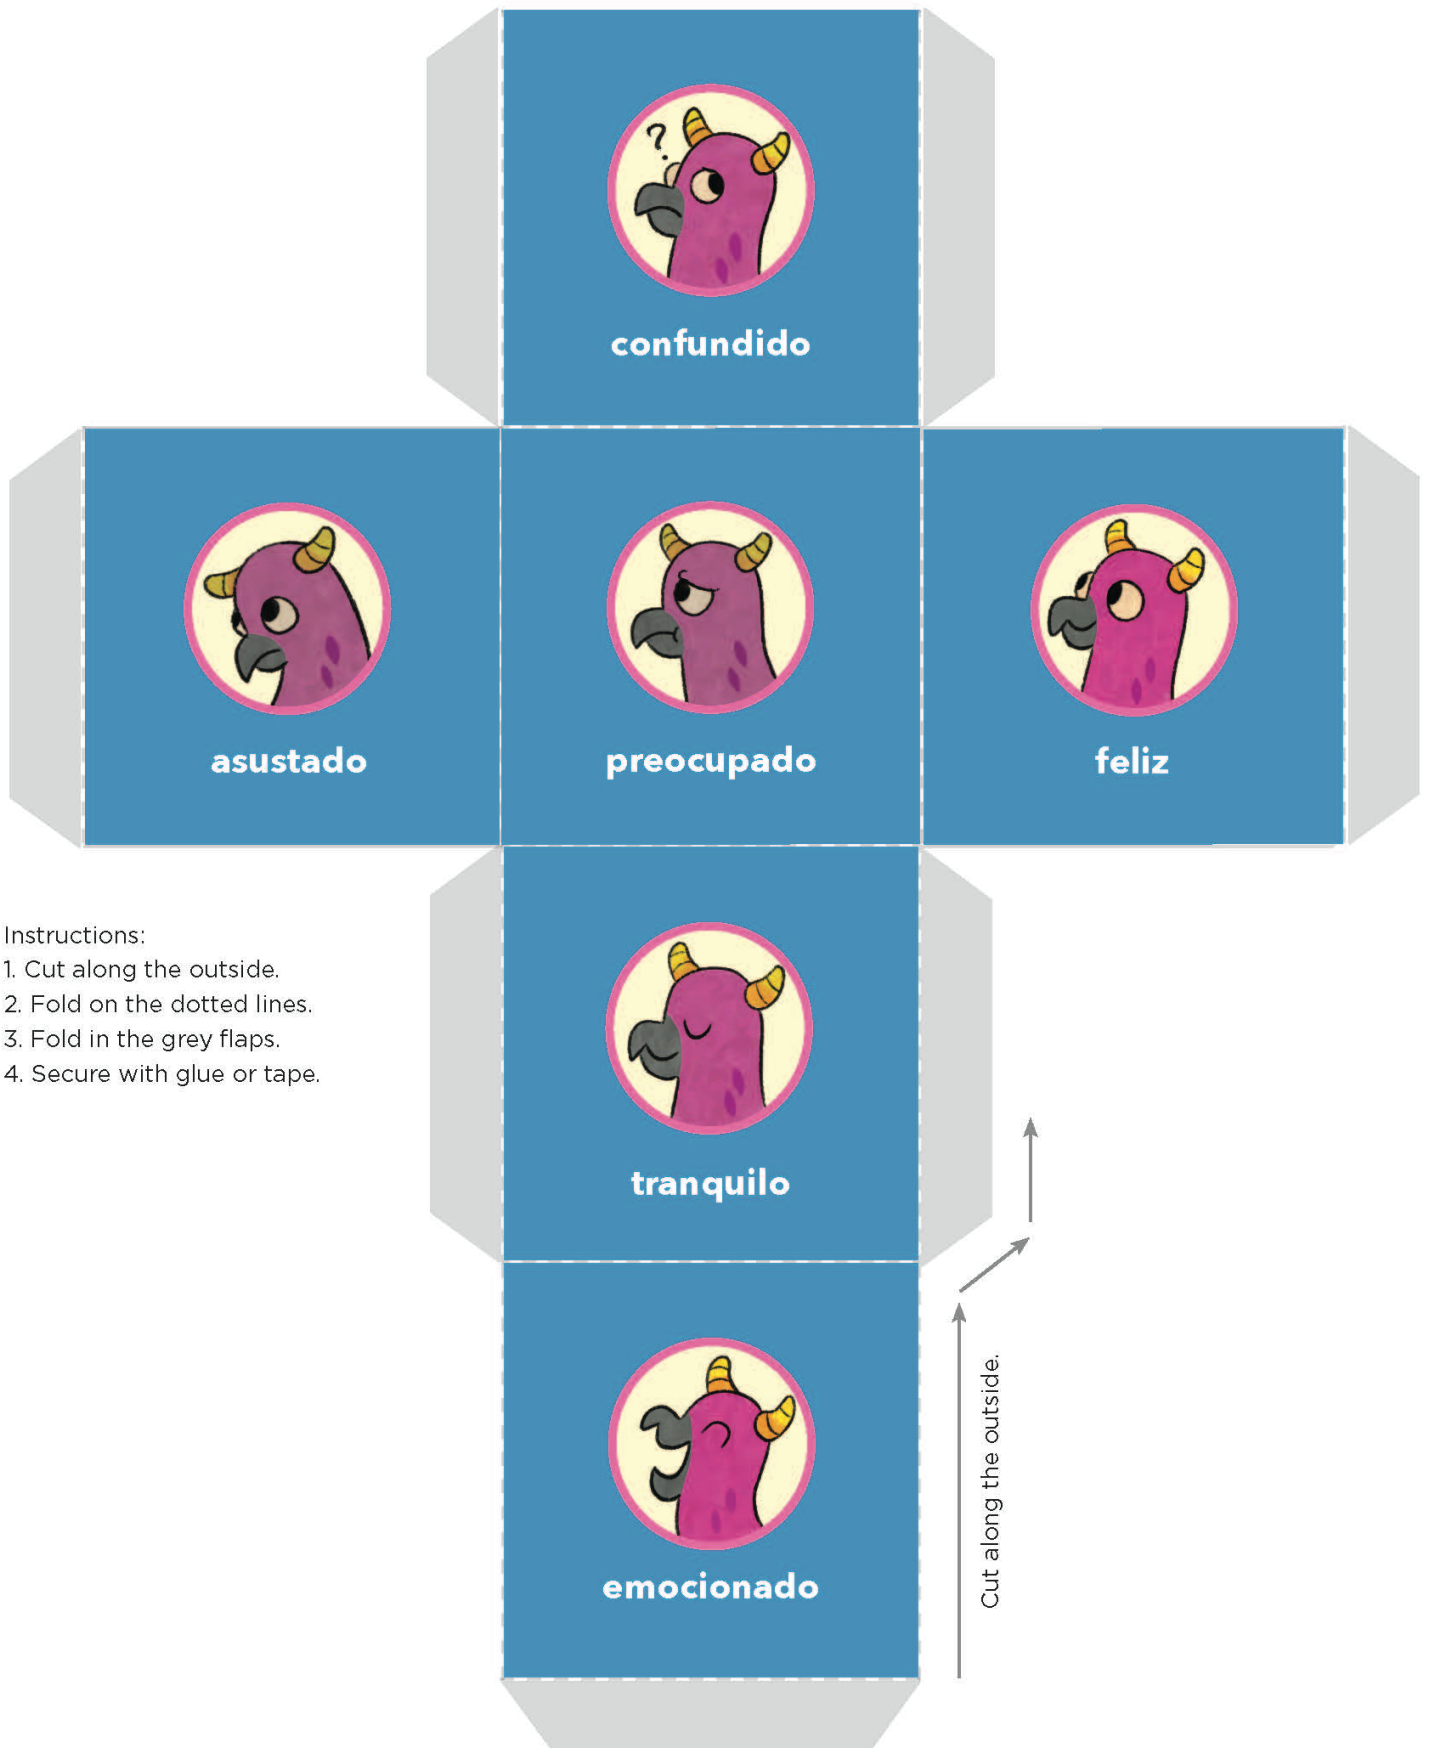 ?
confundido
asustado
preocupado
feliz
Instructions:
1. Cut along the outside.
2. Fold on the dotted lines.
3. Fold in the grey flaps.
4. Secure with glue or tape.
tranquilo
Cut along the outside.
emocionado